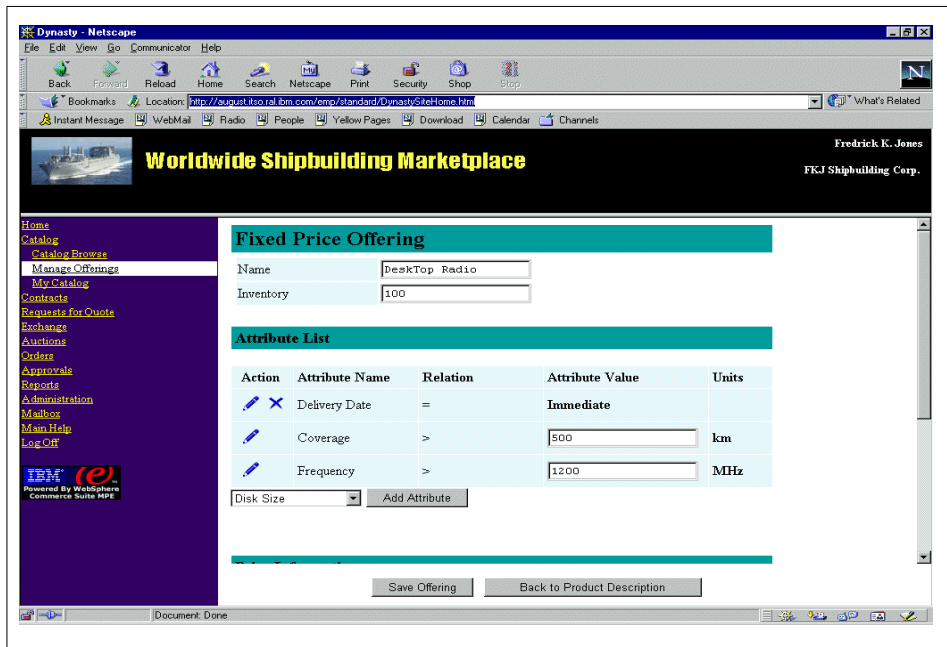 Dynasty - Netscape
File Edit View Go Communicator Help
Back Forward Reload Home Search Netscape Print Security Shop Stop
My
N
Bookmarks Location: http://august.itso.ral.ibm.com/emp/standard/DynastySiteHome.htm What's Related
Instant Message WebMail Radio People Yellow Pages Download Calendar Channels
Worldwide Shipbuilding Marketplace
Fredrick K. Jones
FKJ Shipbuilding Corp.
Home
Catalog
Catalog Browse
Manage Offerings
My Catalog
Contracts
Requests for Quote
Exchange
Auctions
Orders
Approvals
Reports
Administration
Mailbox
Main Help
Log Off
IBM e
Powered By WebSphere
Commerce Suite MPE
Fixed Price Offering
Name DeskTop Radio
Inventory 100
Attribute List
Action Attribute Name Relation Attribute Value Units
Delivery Date = Immediate
Coverage > 500 km
Frequency > 1200 MHz
Disk Size Add Attribute
Save Offering Back to Product Description
Document: Done